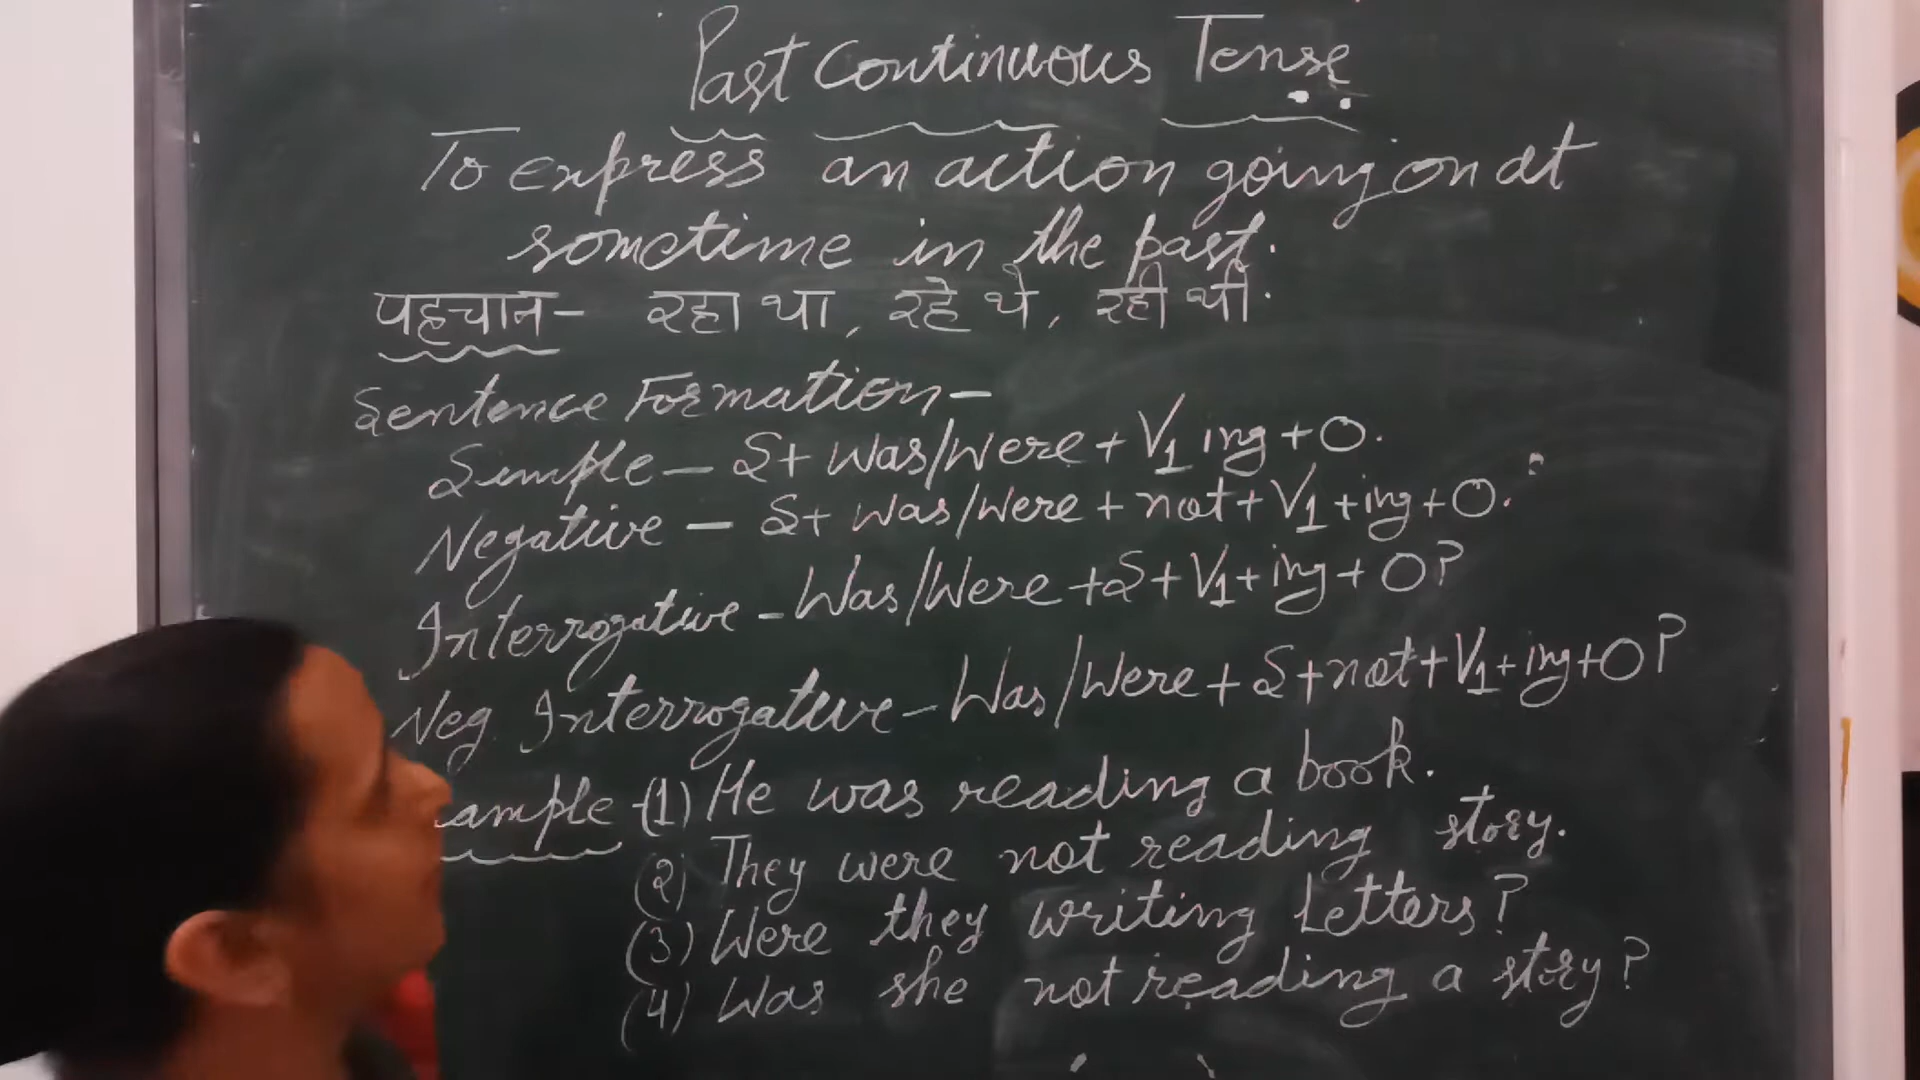 Past Continuous Tense
To express an action going on at
sometime in the past.
पहचान- रहा था, रहे थे, रही थी.
Sentence Formation-
Simple- S+ was/were + V1 ing + O.
Negative - S+ was/were + not + V1 + ing + O.
Interrogative - Was/Were + S + V1 + ing + O?
Neg. Interrogative - Was/Were + S + not + V1 + ing + O?
ample -(1) He was reading a book.
(2) They were not reading story.
(3) Were they writing Letters?
(4) Was she not reading a story?